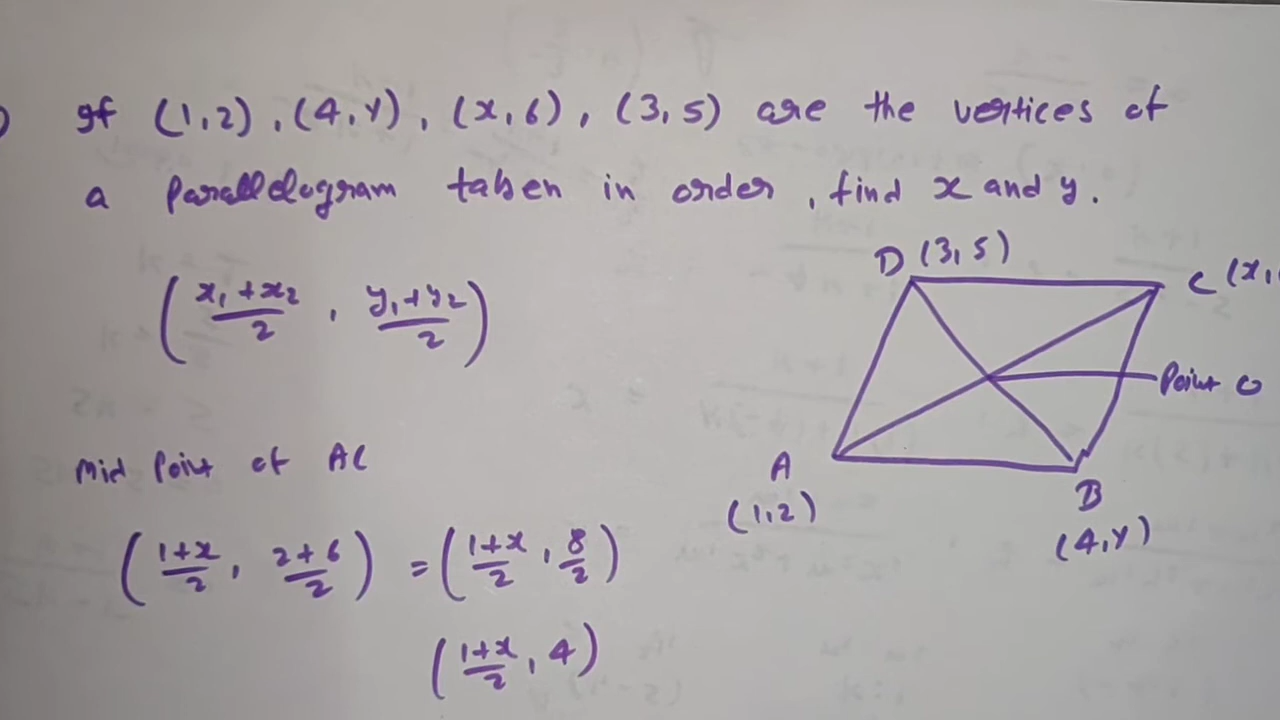 If (1,2), (4,y), (x,6), (3,5) are the vertices of
a parallelogram taken in order, find x and y.
D (3,5)
C (x,
(x₁+x₂/2 , y₁+y₂/2)
Point O
Mid Point of AC
A
(1,2)
B
(4,y)
(1+x/2, 2+6/2) = (1+x/2, 8/2)
(1+x/2, 4)